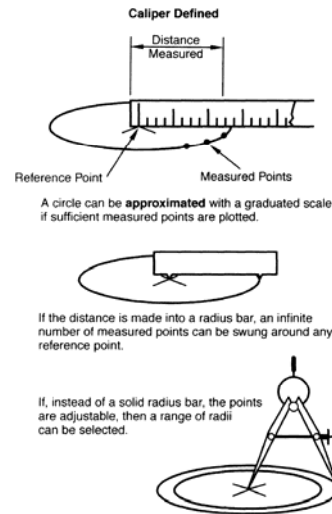 Caliper Defined
Distance
Measured
Reference Point
Measured Points
A circle can be approximated with a graduated scale
if sufficient measured points are plotted.
If the distance is made into a radius bar, an infinite
number of measured points can be swung around any
reference point.
If, instead of a solid radius bar, the points
are adjustable, then a range of radii
can be selected.